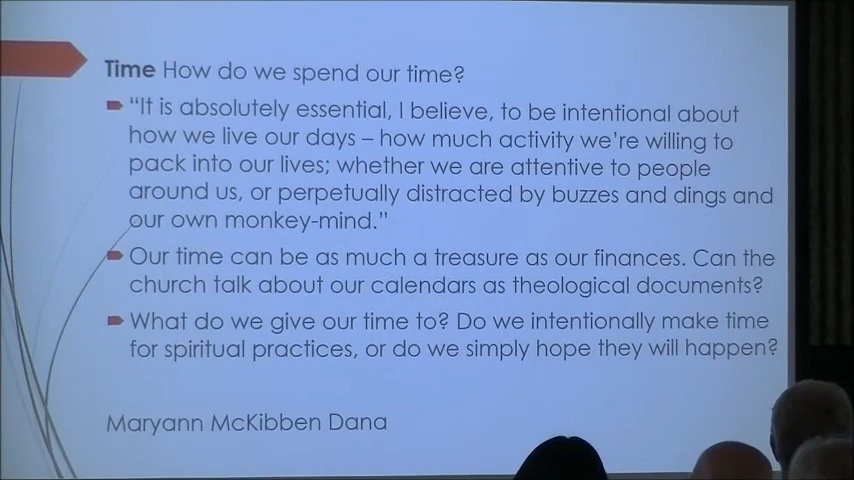 Time How do we spend our time?
“It is absolutely essential, I believe, to be intentional about
how we live our days – how much activity we’re willing to
pack into our lives; whether we are attentive to people
around us, or perpetually distracted by buzzes and dings and
our own monkey-mind.”
Our time can be as much a treasure as our finances. Can the
church talk about our calendars as theological documents?
What do we give our time to? Do we intentionally make time
for spiritual practices, or do we simply hope they will happen?
Maryann McKibben Dana